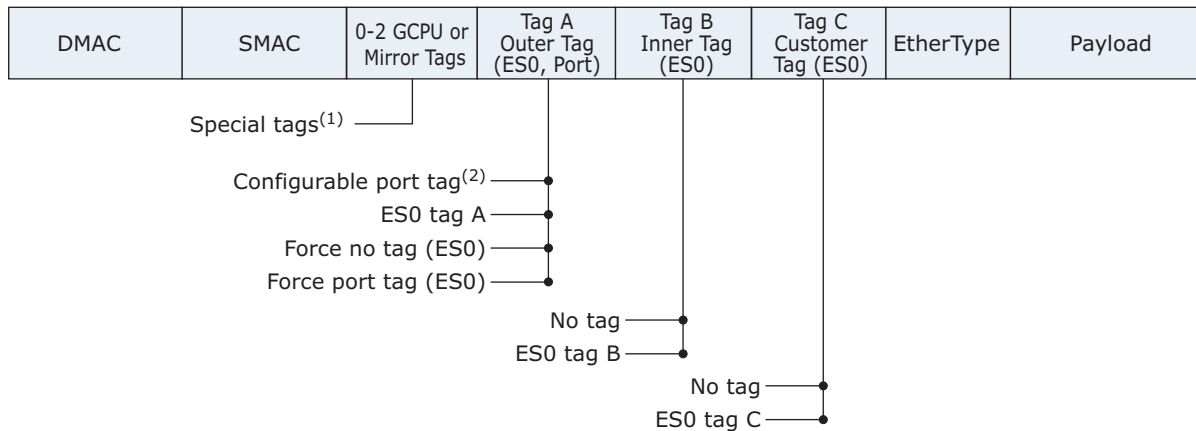 DMAC
SMAC
0-2 GCPU or
Mirror Tags
Tag A
Outer Tag
(ES0, Port)
Tag B
Inner Tag
(ES0)
Tag C
Customer
Tag (ES0)
EtherType
Payload
Special tags(1)
Configurable port tag(2)
ES0 tag A
Force no tag (ES0)
Force port tag (ES0)
No tag
ES0 tag B
No tag
ES0 tag C